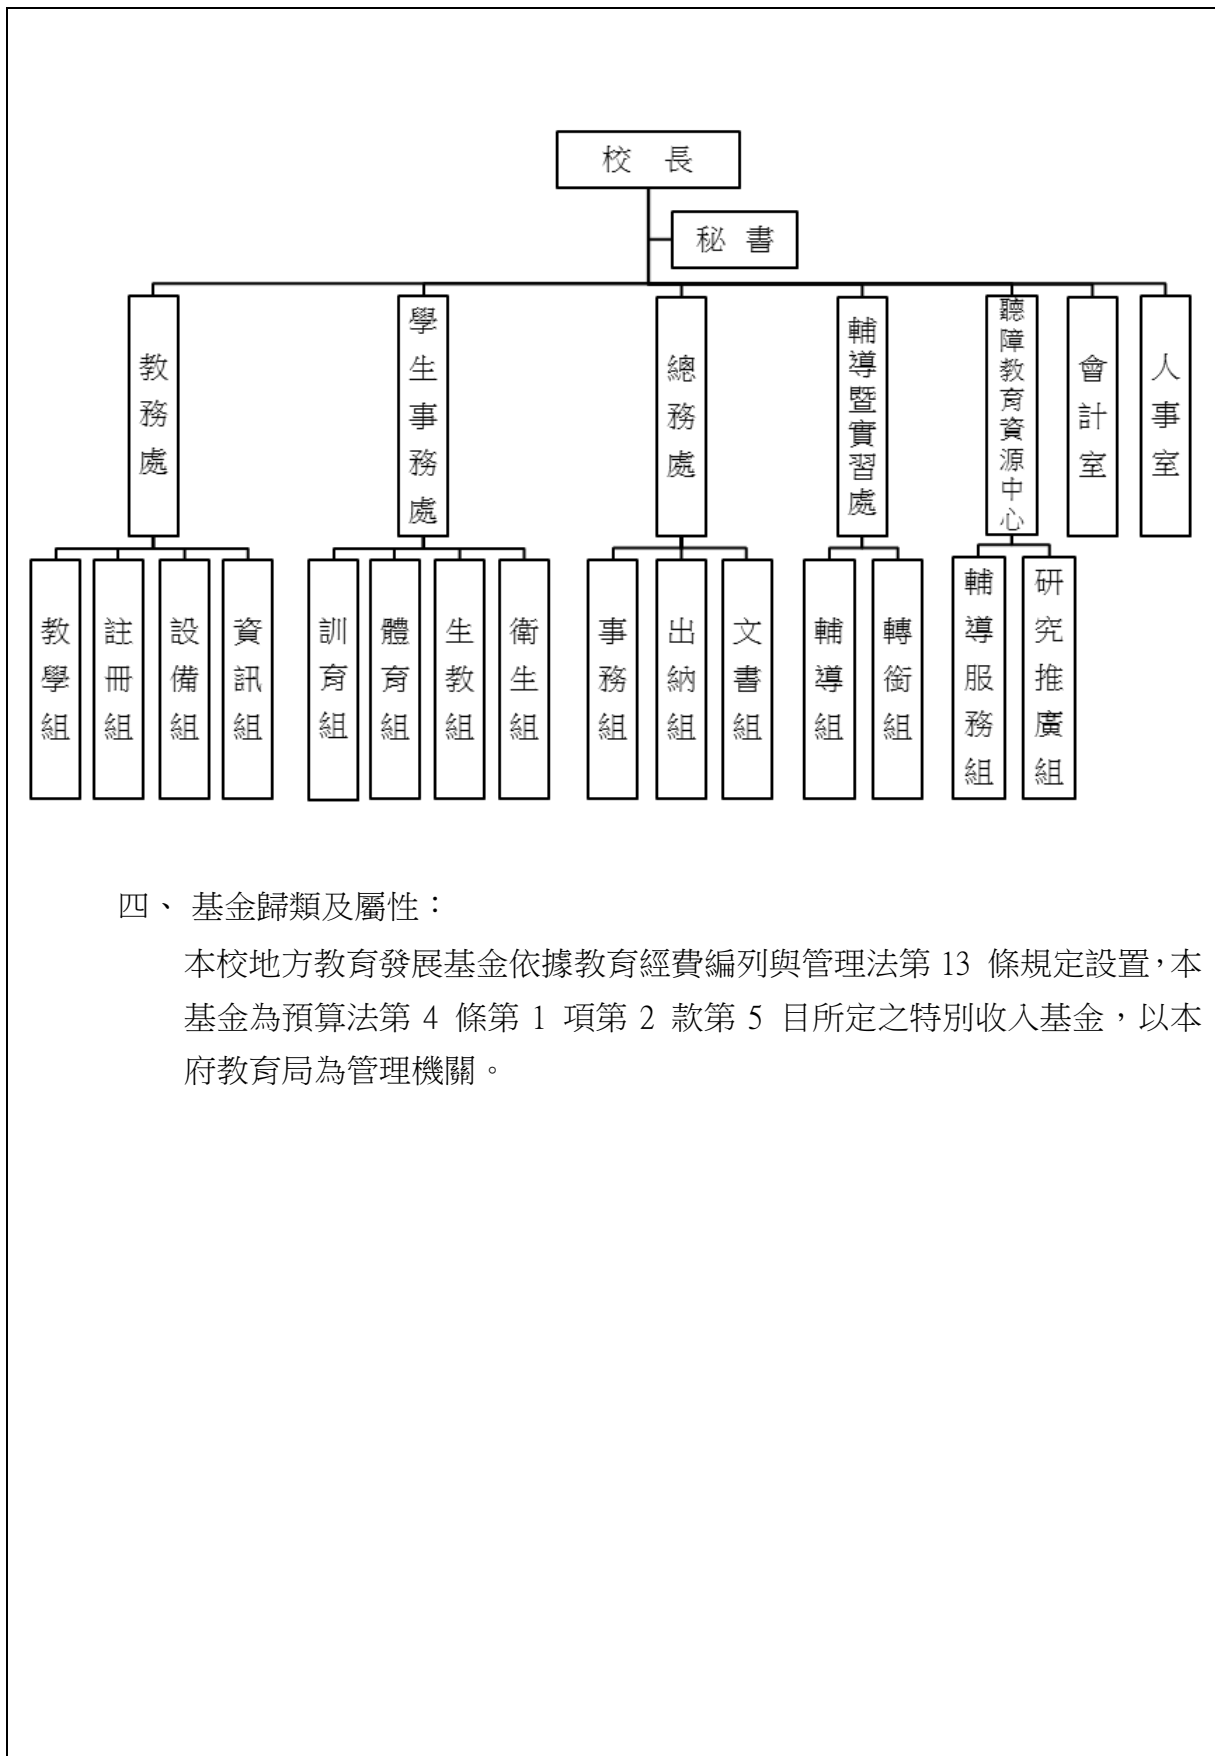 校 長
秘 書
教務處
學生事務處
總務處
輔導暨實習處
聽障教育資源中心
會計室
人事室
教學組
註冊組
設備組
資訊組
訓育組
體育組
生教組
衛生組
事務組
出納組
文書組
輔導組
轉銜組
輔導服務組
研究推廣組
四、 基金歸類及屬性：
本校地方教育發展基金依據教育經費編列與管理法第 13 條規定設置，本
基金為預算法第 4 條第 1 項第 2 款第 5 目所定之特別收入基金，以本
府教育局為管理機關。